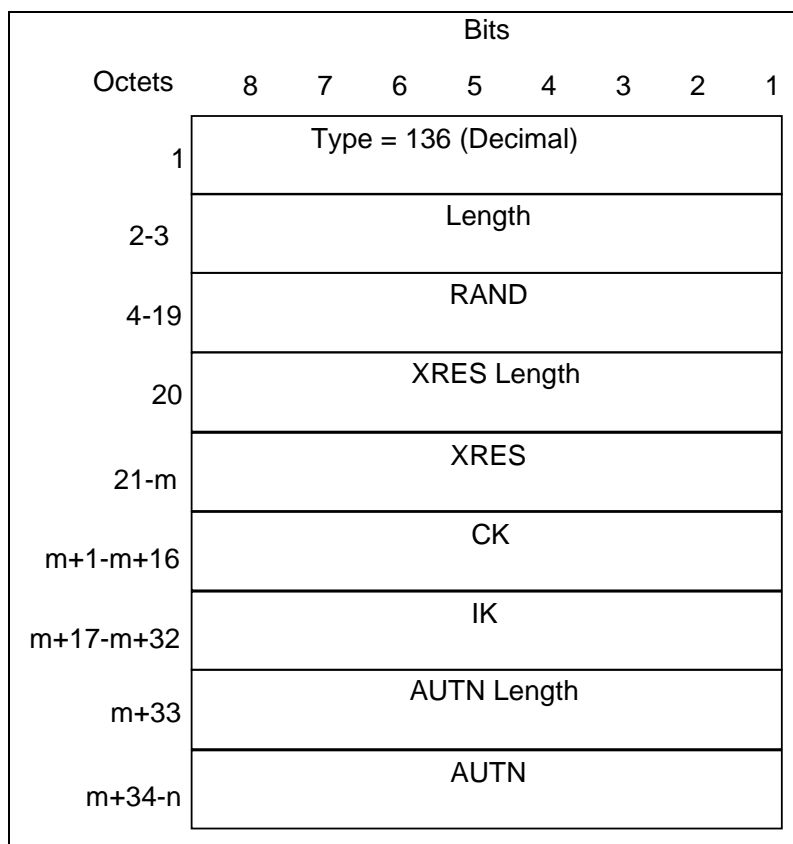 Bits
Octets 8 7 6 5 4 3 2 1
1 Type = 136 (Decimal)
2-3 Length
4-19 RAND
20 XRES Length
21-m XRES
m+1-m+16 CK
m+17-m+32 IK
m+33 AUTN Length
m+34-n AUTN